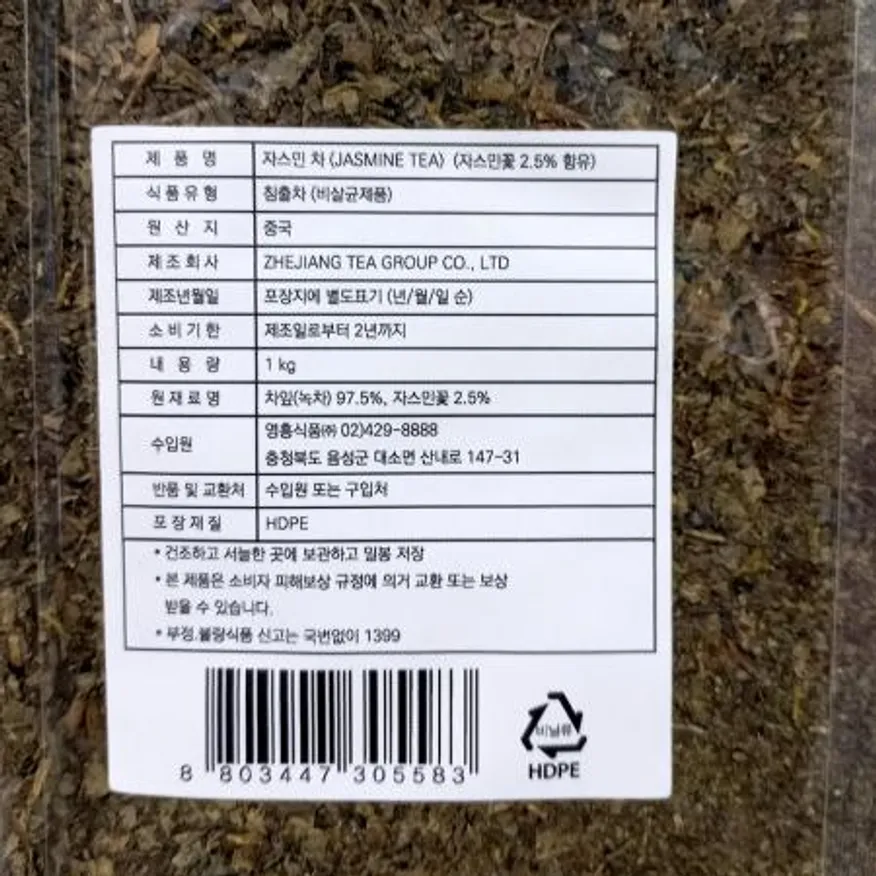 제 품 명 자스민 차 (JASMINE TEA) (자스민꽃 2.5% 함유)
식 품 유 형 침출차 (비살균제품)
원 산 지 중국
제 조 회 사 ZHEJIANG TEA GROUP CO., LTD
제조년월일 포장지에 별도표기 (년/월/일 순)
소 비 기 한 제조일로부터 2년까지
내 용 량 1 kg
원 재 료 명 차잎(녹차) 97.5%, 자스민꽃 2.5%
수입원 영흥식품㈜ 02)429-8888
충청북도 음성군 대소면 산내로 147-31
반품 및 교환처 수입원 또는 구입처
포 장 재 질 HDPE
* 건조하고 서늘한 곳에 보관하고 밀봉 저장
* 본 제품은 소비자 피해보상 규정에 의거 교환 또는 보상
받을 수 있습니다.
* 부정,불량식품 신고는 국번없이 1399
비닐류
HDPE
8 803447 305583